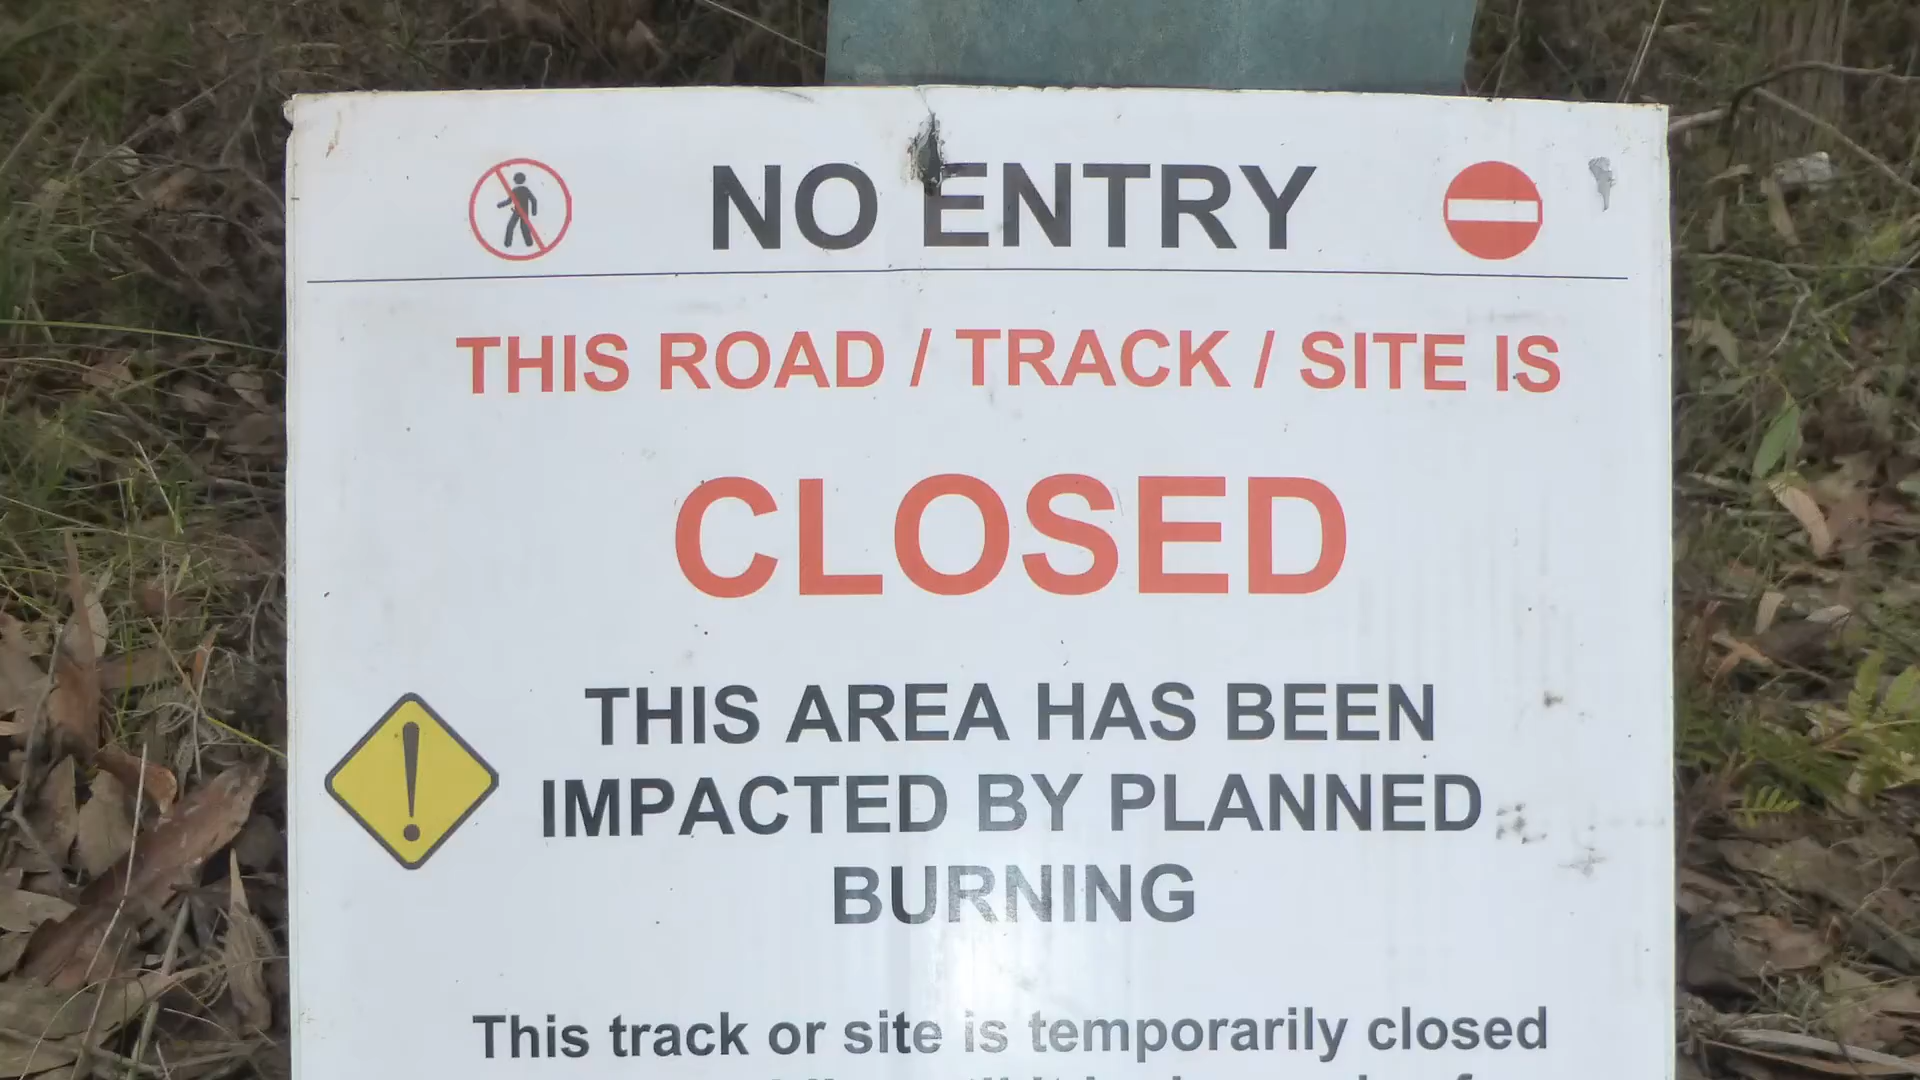 NO ENTRY
THIS ROAD / TRACK / SITE IS
CLOSED
THIS AREA HAS BEEN
IMPACTED BY PLANNED
BURNING
This track or site is temporarily closed